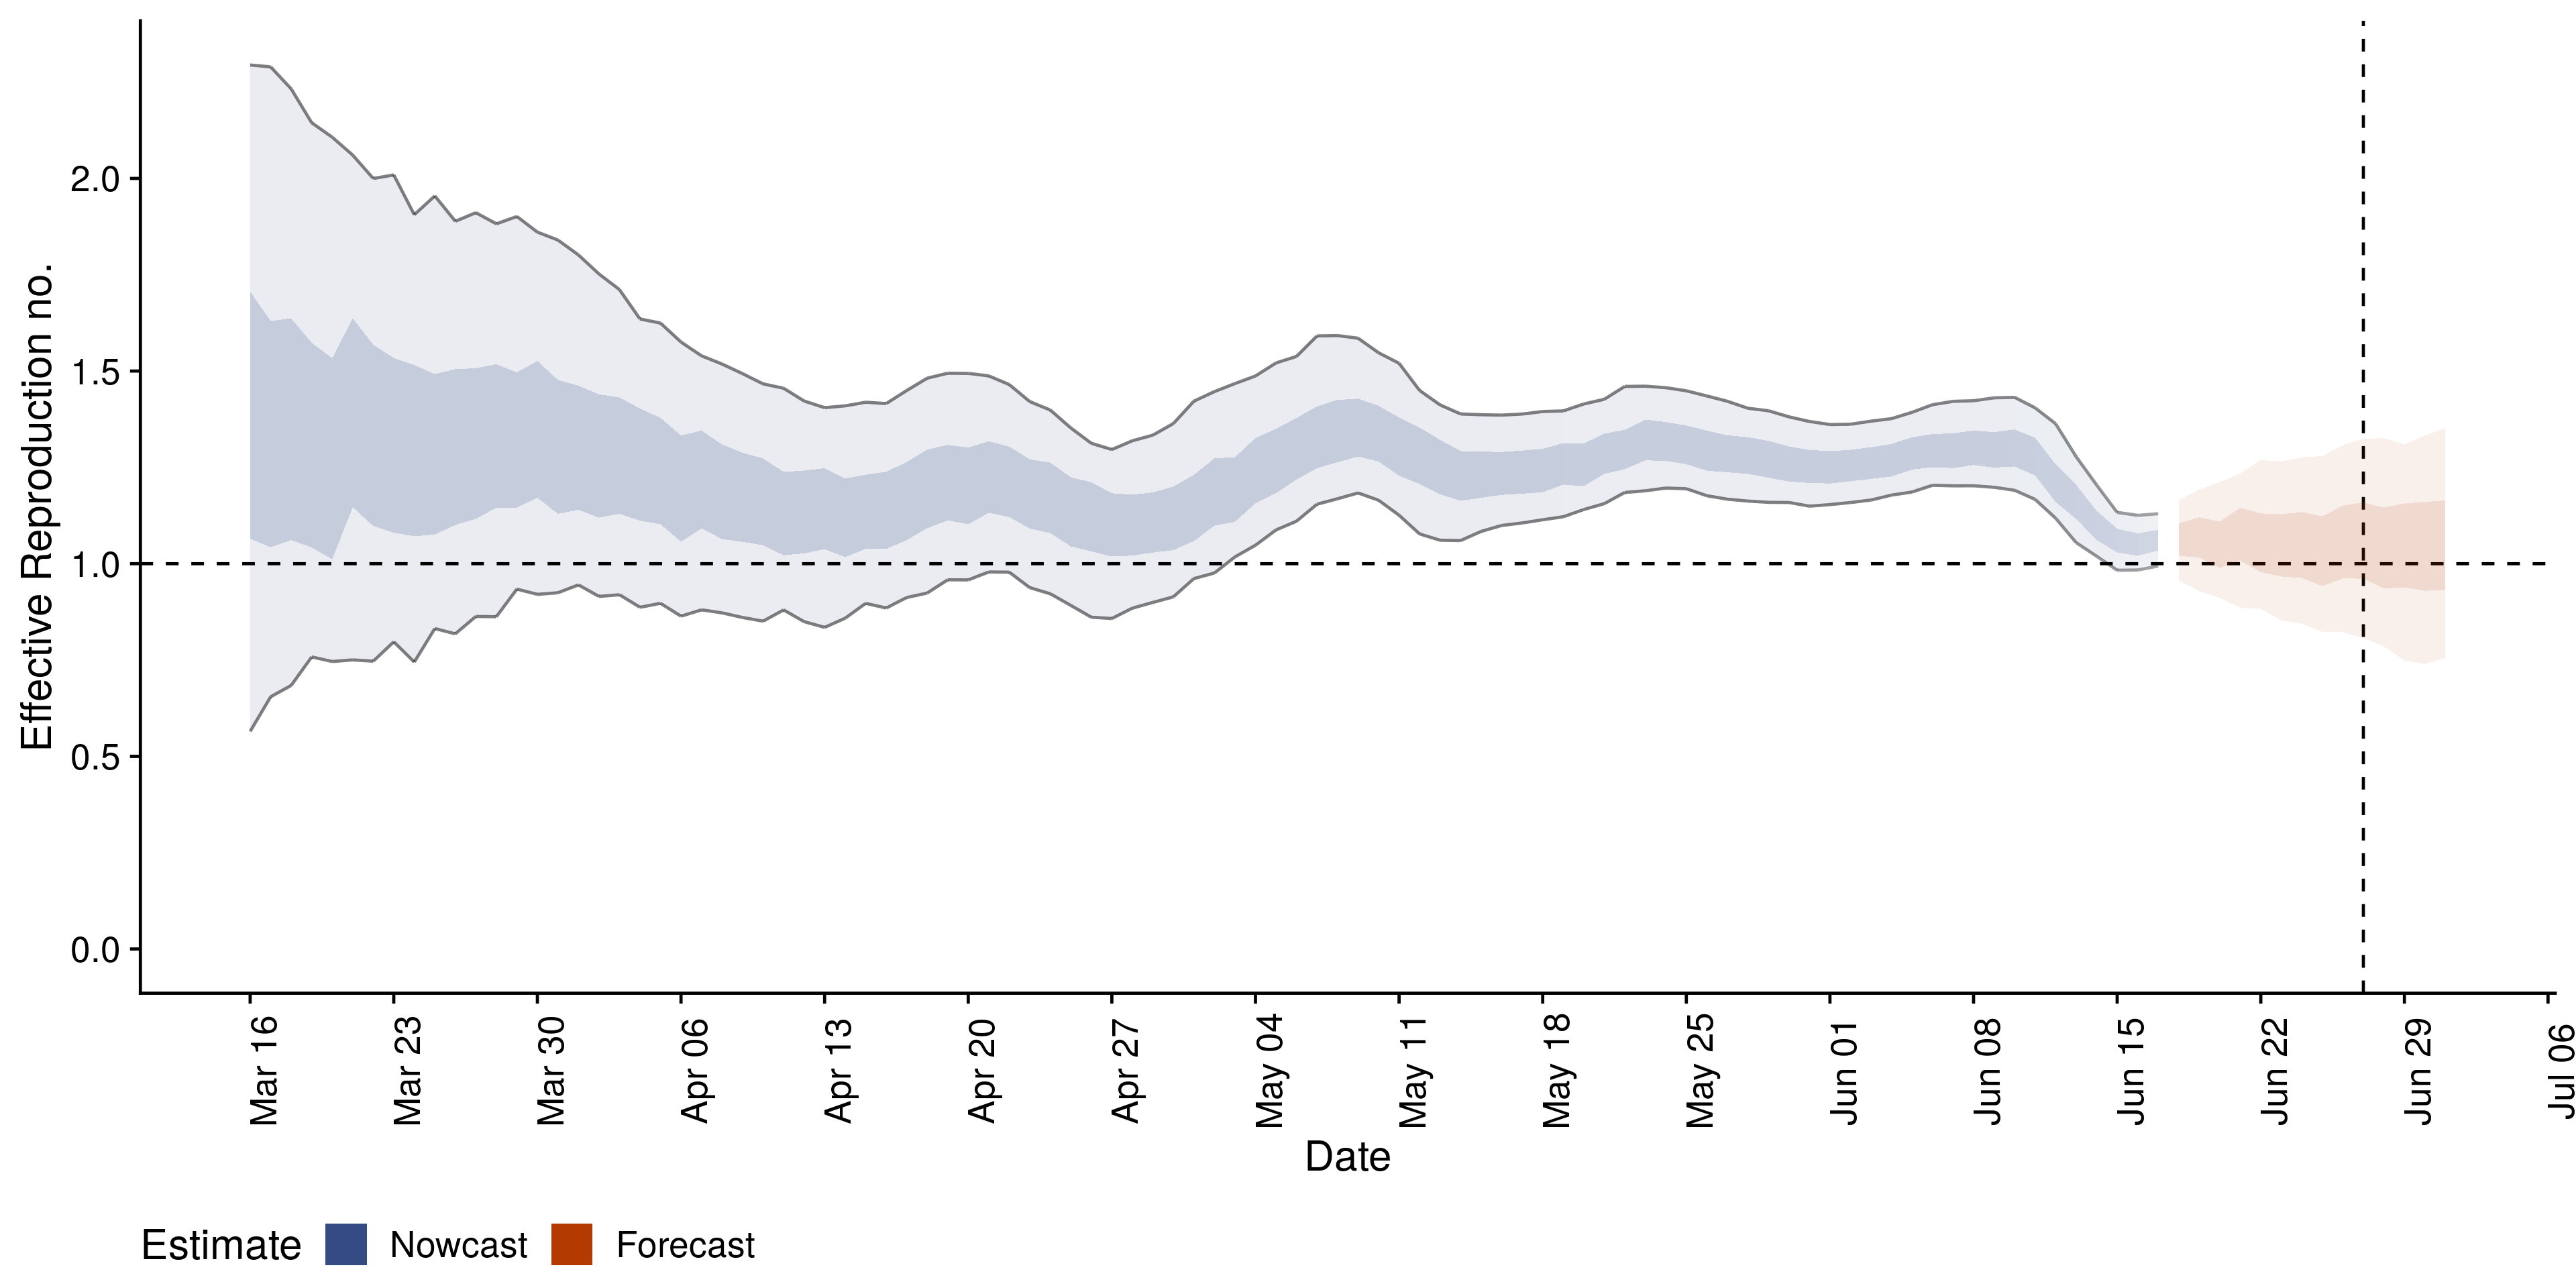 Effective Reproduction no.
2.0
1.5
1.0
0.5
0.0
Mar 16
Mar 23
Mar 30
Apr 06
Apr 13
Apr 20
Apr 27
May 04
May 11
May 18
May 25
Jun 01
Jun 08
Jun 15
Jun 22
Jun 29
Jul 06
Date
Estimate Nowcast Forecast